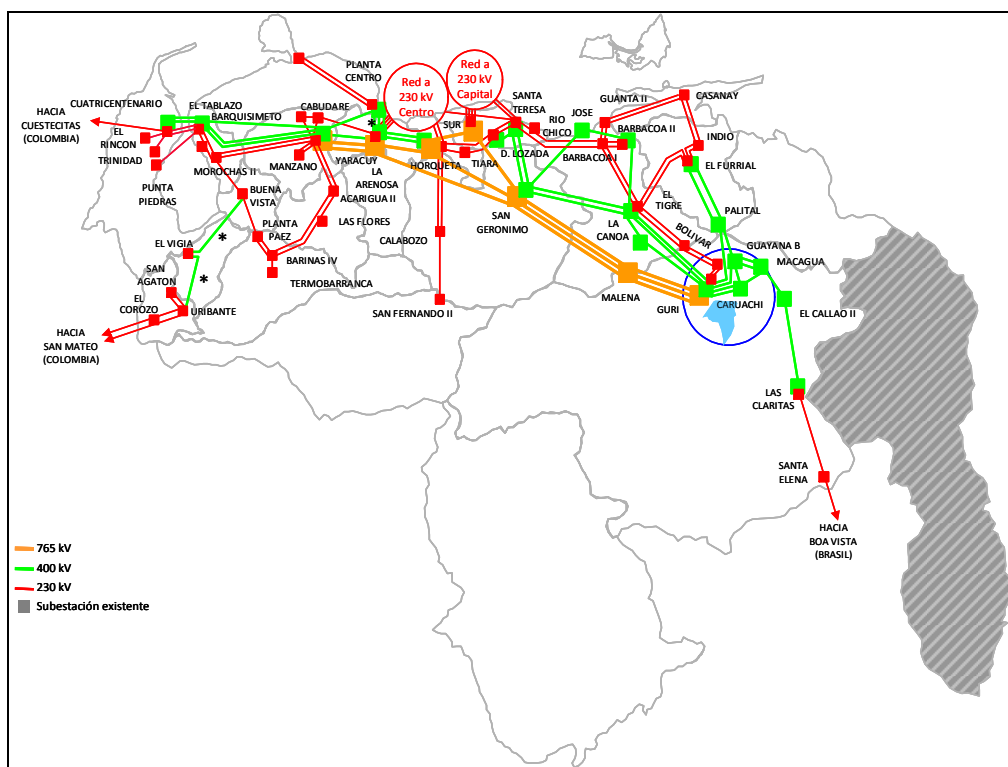 PLANTA
CENTRO
Red a
230 kV
Centro
Red a
230 kV
Capital
HACIA
CUESTECITAS
(COLOMBIA)
CUATRICENTENARIO
EL TABLAZO
BARQUISIMETO
CABUDARE
*
SUR
SANTA
TERESA
RIO
CHICO
JOSE
GUANTA II
CASANAY
BARBACOA II
INDIO
EL
RINCON
TRINIDAD
PUNTA
PIEDRAS
MOROCHAS II
MANZANO
YARACUY
LA
ARENOSA
HORQUETA
TIARA
D. LOZADA
BARBACOA I
EL FURRIAL
BUENA
VISTA
ACARIGUA II
LAS FLORES
PLANTA
PAEZ
BARINAS IV
TERMOBARRANCA
CALABOZO
SAN
GERONIMO
EL
TIGRE
LA
CANOA
BOLIVAR
PALITAL
GUAYANA B
MACAGUA
EL VIGIA
*
*
SAN
AGATON
EL
COROZO
URIBANTE
HACIA
SAN MATEO
(COLOMBIA)
SAN FERNANDO II
MALENA
GURI
CARUACHI
EL CALLAO II
LAS
CLARITAS
SANTA
ELENA
HACIA
BOA VISTA
(BRASIL)
765 kV
400 kV
230 kV
Subestación existente